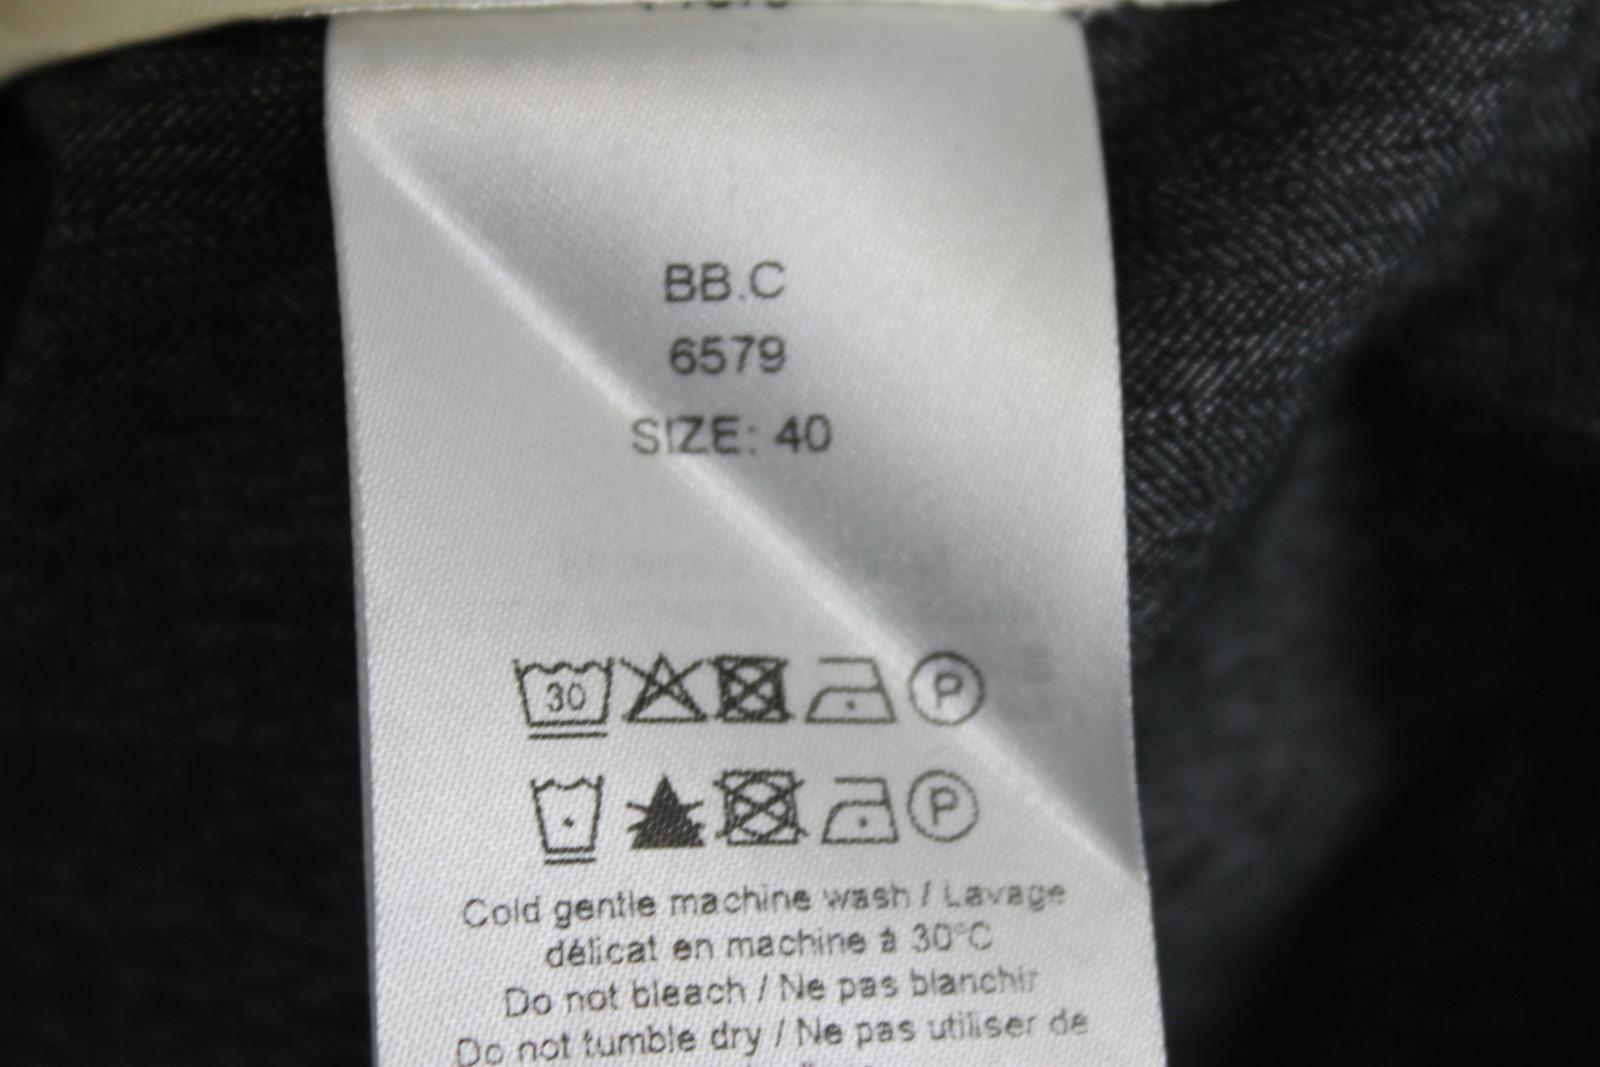 BB.C
6579
SIZE: 40
30 P
P
Cold gentle machine wash / Lavage
délicat en machine à 30°C
Do not bleach / Ne pas blanchir
Do not tumble dry / Ne pas utiliser de